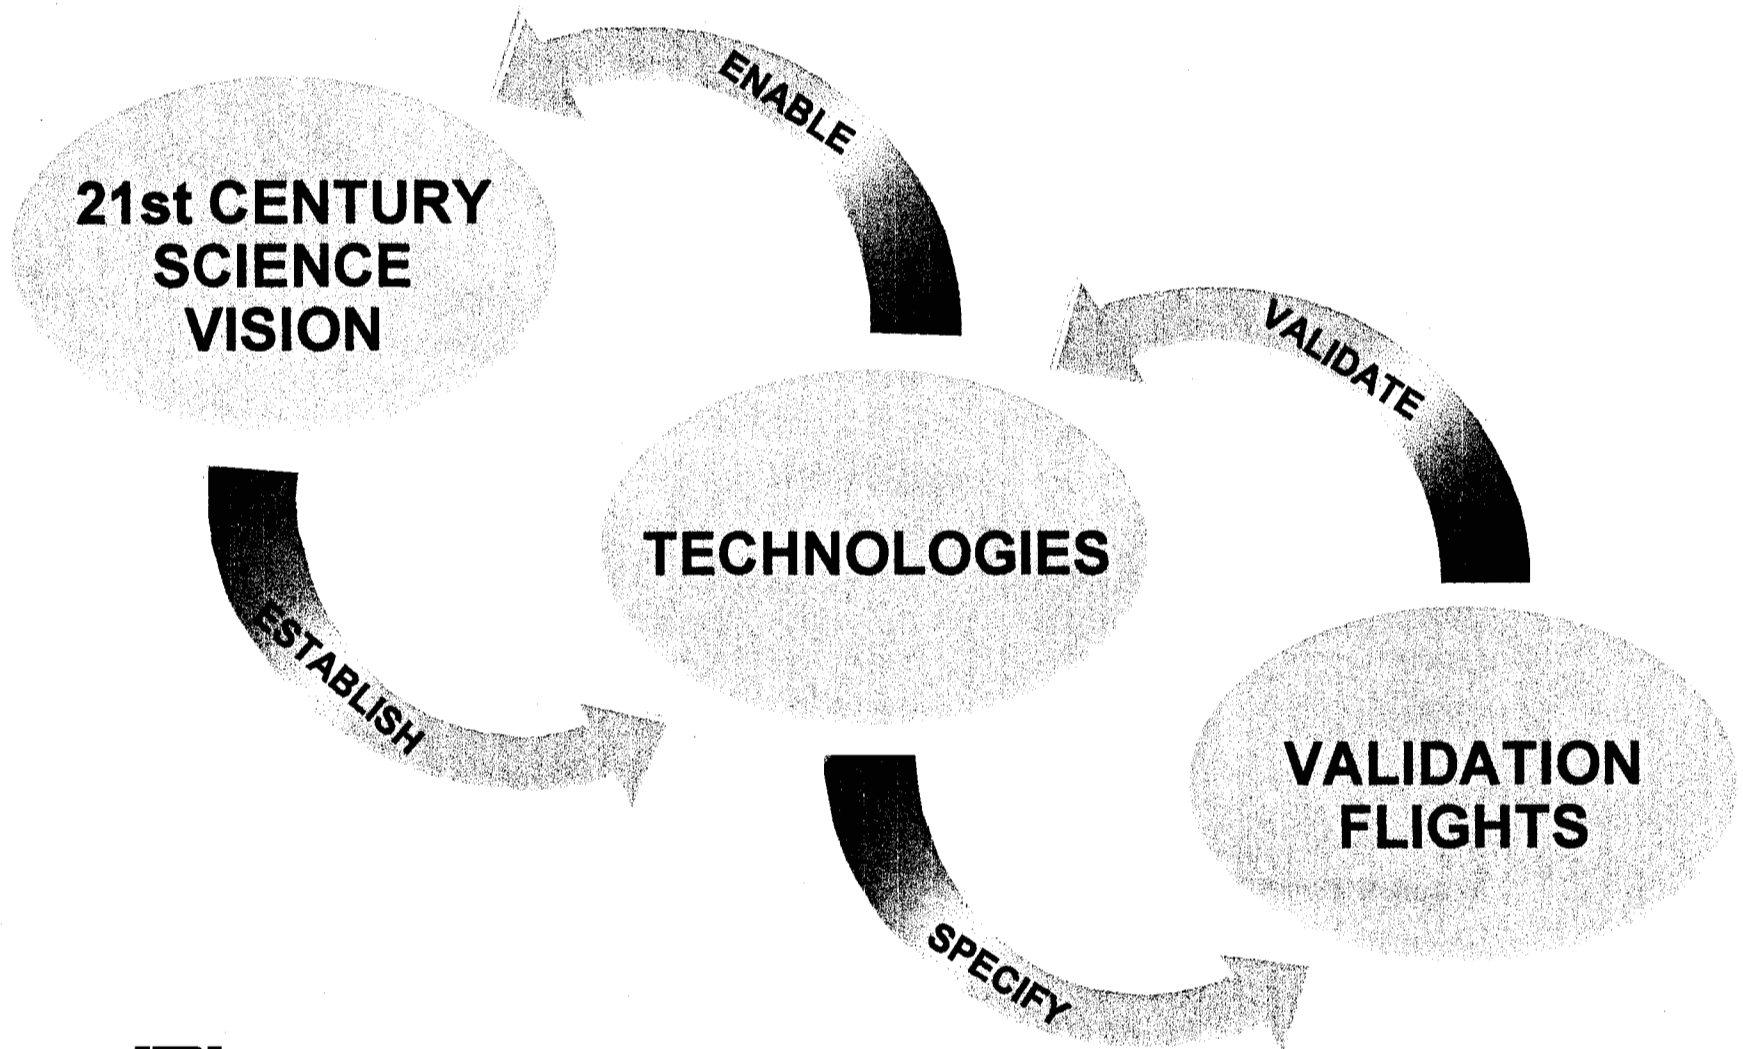 ENABLE
21st CENTURY
SCIENCE
VISION
VALIDATE
TECHNOLOGIES
ESTABLISH
VALIDATION
FLIGHTS
SPECIFY